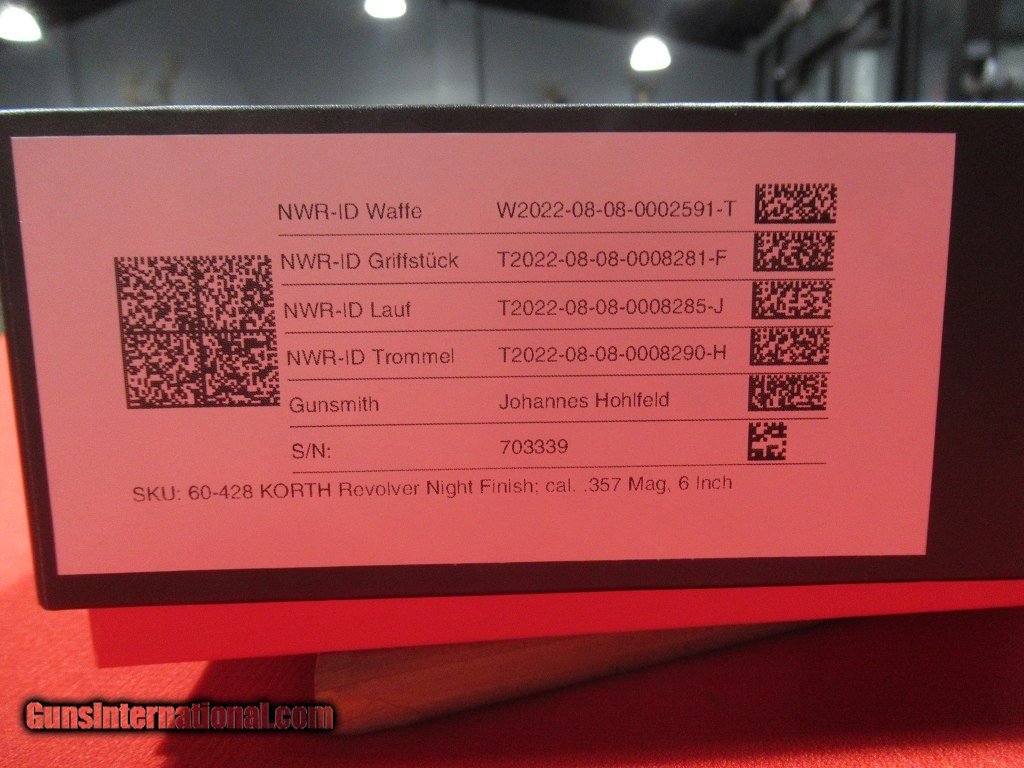 NWR-ID Waffe W2022-08-08-0002591-T
NWR-ID Griffstück T2022-08-08-0008281-F
NWR-ID Lauf T2022-08-08-0008285-J
NWR-ID Trommel T2022-08-08-0008290-H
Gunsmith Johannes Hohlfeld
S/N: 703339
SKU: 60-428 KORTH Revolver Night Finish; cal. .357 Mag, 6 Inch
GunsInternational.com